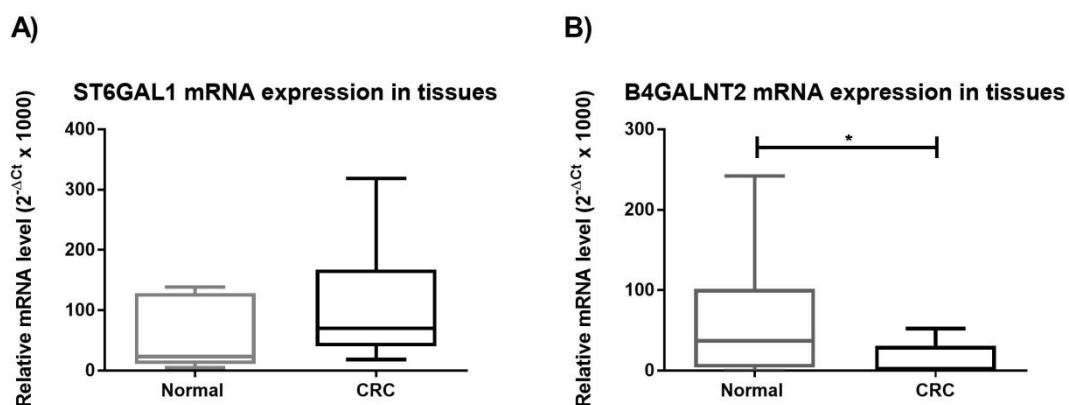 A)
ST6GAL1 mRNA expression in tissues
Relative mRNA level (2^-ΔCt x 1000)
400
300
200
100
0
Normal
CRC
B)
B4GALNT2 mRNA expression in tissues
Relative mRNA level (2^-ΔCt x 1000)
300
200
100
0
*
Normal
CRC